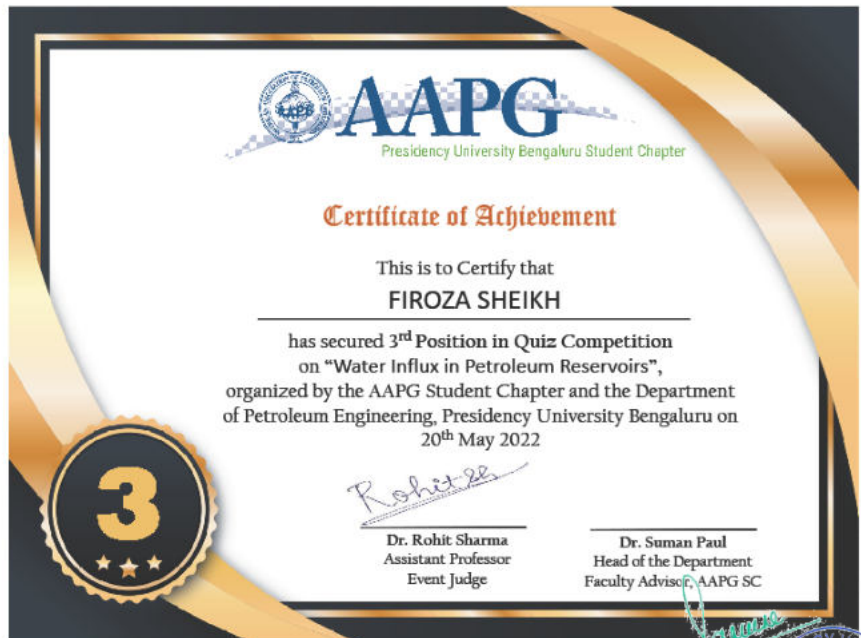 AAPG
AAPG
Presidency University Bengaluru Student Chapter
Certificate of Achievement
This is to Certify that
FIROZA SHEIKH
has secured 3rd Position in Quiz Competition
on “Water Influx in Petroleum Reservoirs”,
organized by the AAPG Student Chapter and the Department
of Petroleum Engineering, Presidency University Bengaluru on
20th May 2022
3
Rohit Sh
Dr. Rohit Sharma
Assistant Professor
Event Judge
Dr. Suman Paul
Head of the Department
Faculty Advisor, AAPG SC